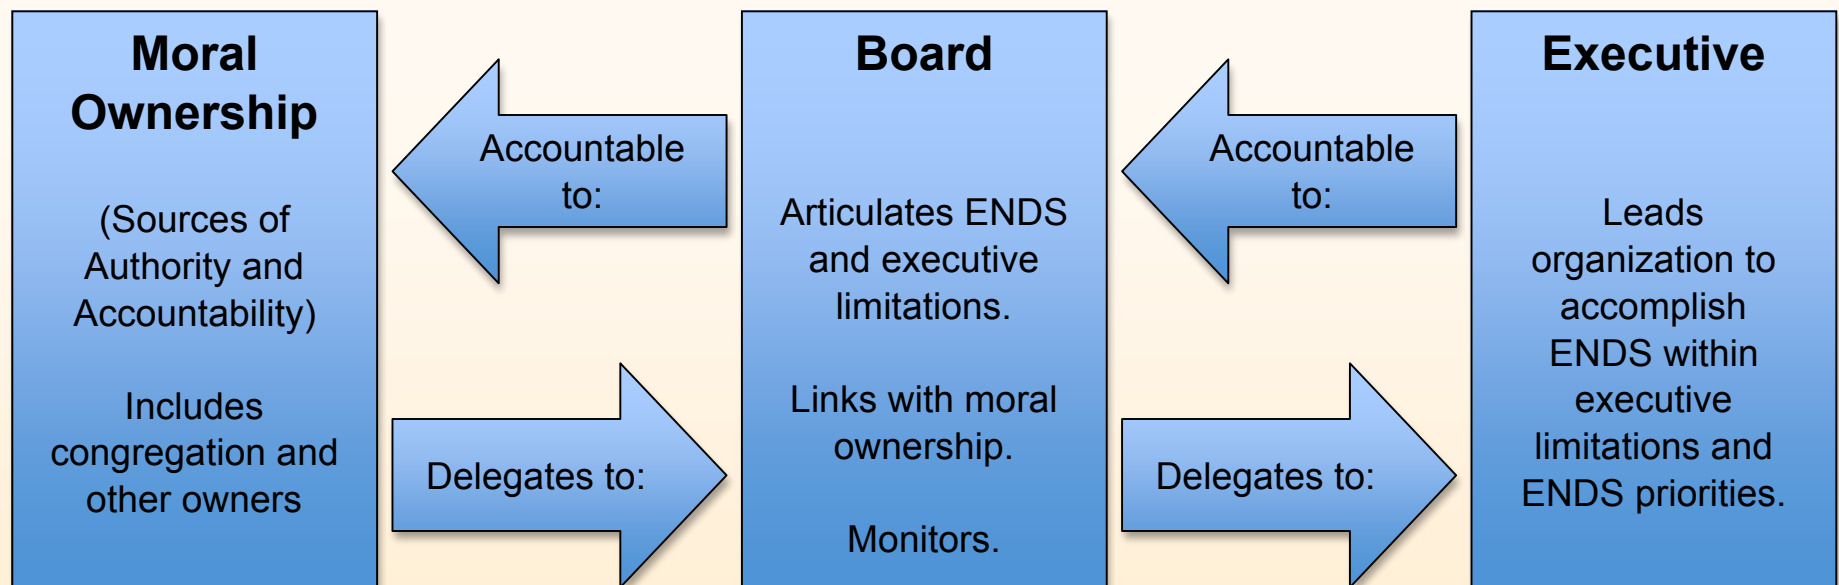 Moral
Ownership
(Sources of
Authority and
Accountability)
Includes
congregation and
other owners
Accountable
to:
Delegates to:
Board
Articulates ENDS
and executive
limitations.
Links with moral
ownership.
Monitors.
Accountable
to:
Delegates to:
Executive
Leads
organization to
accomplish
ENDS within
executive
limitations and
ENDS priorities.